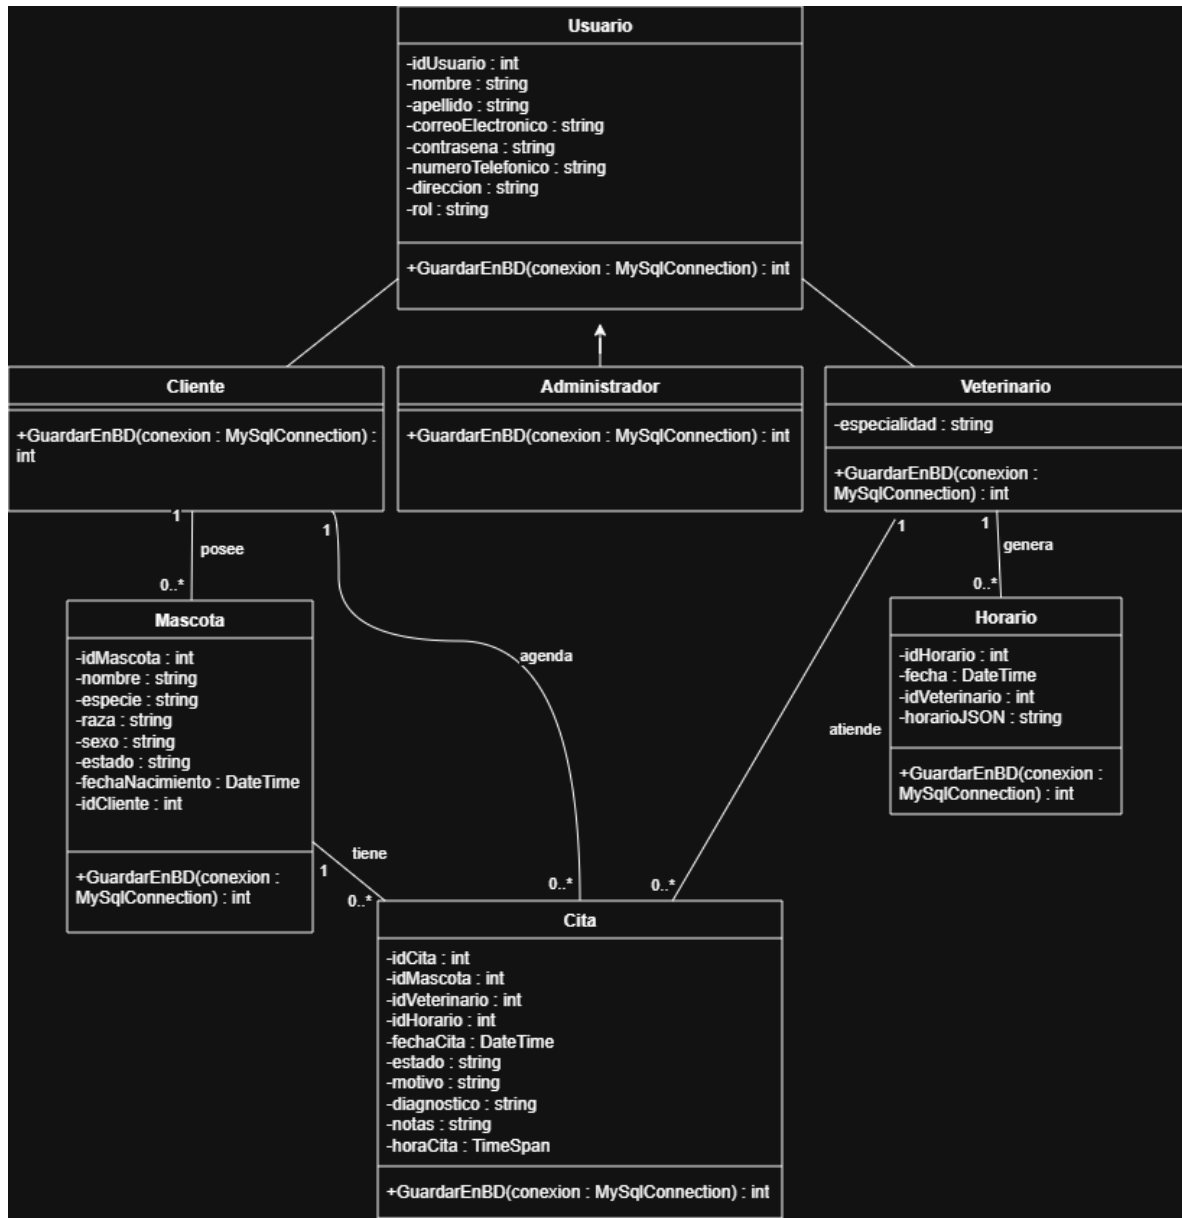 Usuario
-idUsuario : int
-nombre : string
-apellido : string
-correoElectronico : string
-contrasena : string
-numeroTelefonico : string
-direccion : string
-rol : string
+GuardarEnBD(conexion : MySqlConnection) : int
Cliente
+GuardarEnBD(conexion : MySqlConnection) :
int
Administrador
+GuardarEnBD(conexion : MySqlConnection) : int
Veterinario
-especialidad : string
+GuardarEnBD(conexion :
MySqlConnection) : int
1
posee
0..*
1
agenda
0..*
1
atiende
0..*
1
genera
0..*
Mascota
-idMascota : int
-nombre : string
-especie : string
-raza : string
-sexo : string
-estado : string
-fechaNacimiento : DateTime
-idCliente : int
+GuardarEnBD(conexion :
MySqlConnection) : int
Horario
-idHorario : int
-fecha : DateTime
-idVeterinario : int
-horarioJSON : string
+GuardarEnBD(conexion :
MySqlConnection) : int
tiene
1
0..*
Cita
-idCita : int
-idMascota : int
-idVeterinario : int
-idHorario : int
-fechaCita : DateTime
-estado : string
-motivo : string
-diagnostico : string
-notas : string
-horaCita : TimeSpan
+GuardarEnBD(conexion : MySqlConnection) : int